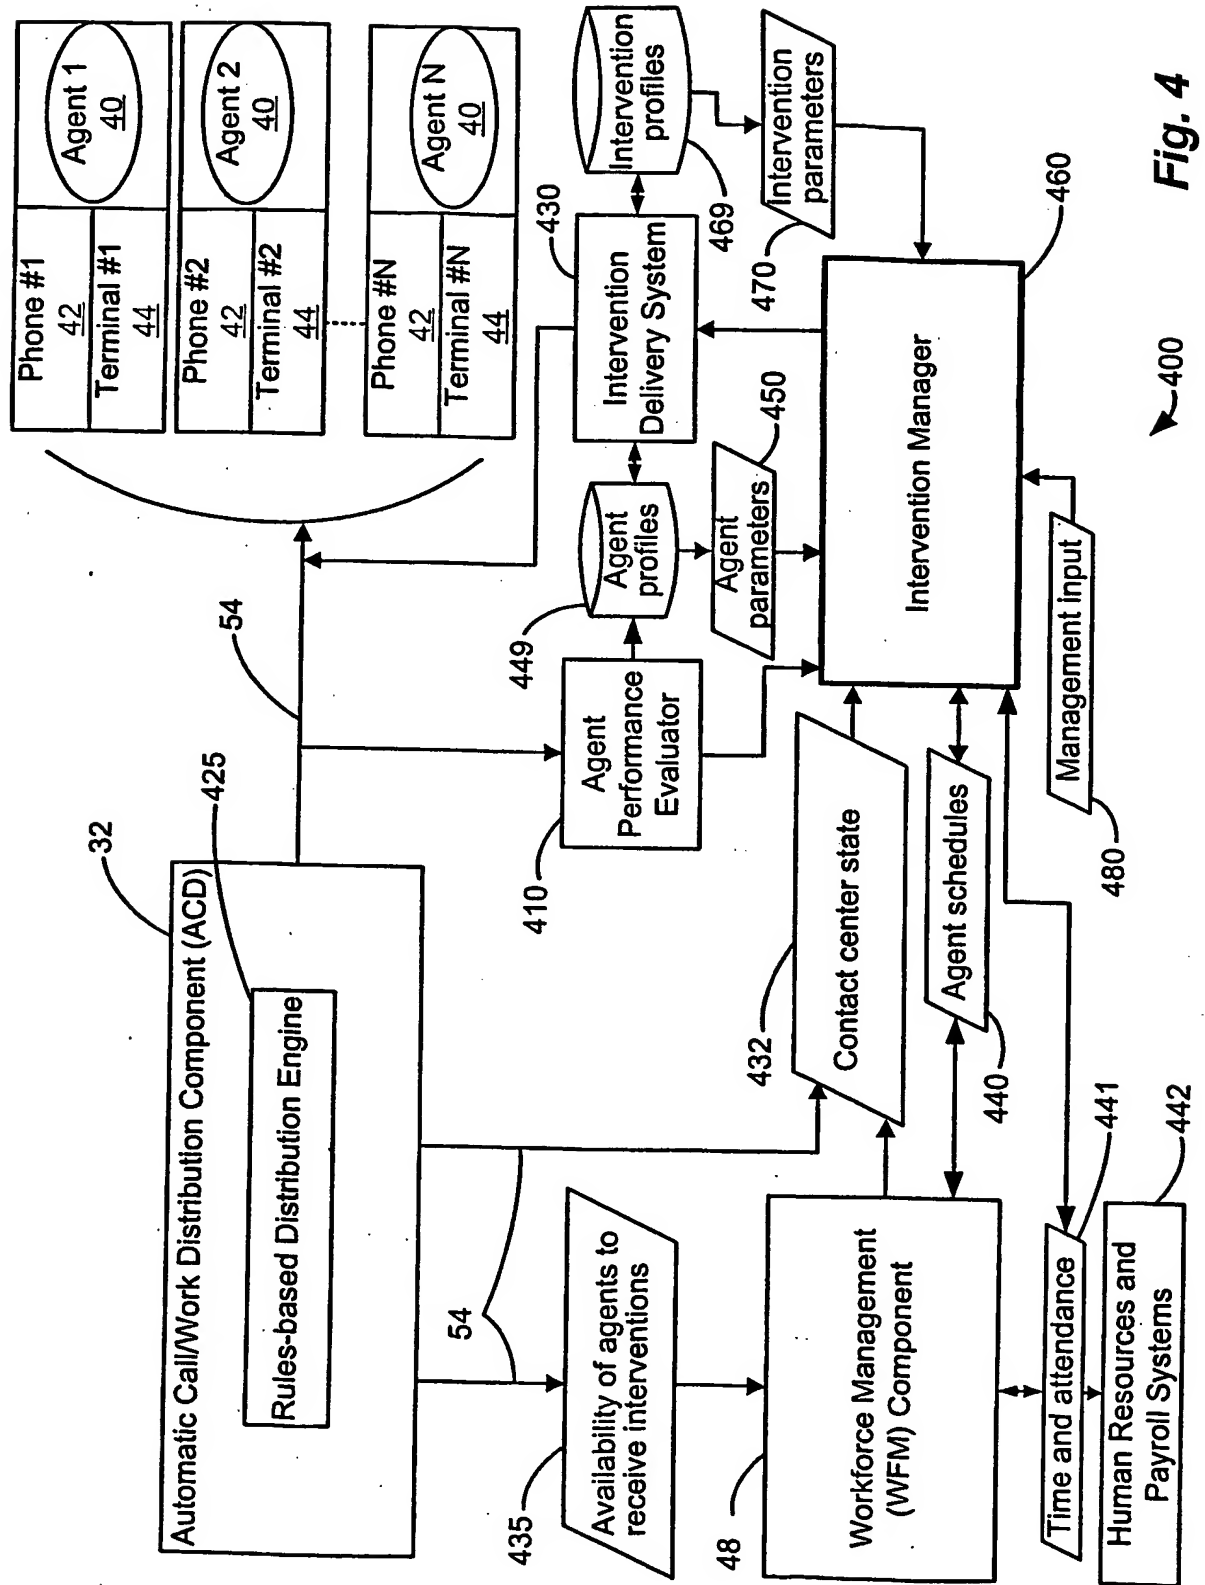 Automatic Call/Work Distribution Component (ACD)
32
Rules-based Distribution Engine
425
54
Phone #1
42
Terminal #1
44
Agent 1
40
Phone #2
42
Terminal #2
44
Agent 2
40
Phone #N
42
Terminal #N
44
Agent N
40
54
435
Availability of agents to
receive interventions
410
Agent
Performance
Evaluator
449
Agent
profiles
Intervention
Delivery System
430
Intervention
profiles
469
Agent
parameters
450
470
Intervention
parameters
48
Workforce Management
(WFM) Component
432
Contact center state
Agent schedules
440
Intervention Manager
460
Time and attendance
441
Human Resources and
Payroll Systems
442
Management input
480
400
Fig. 4